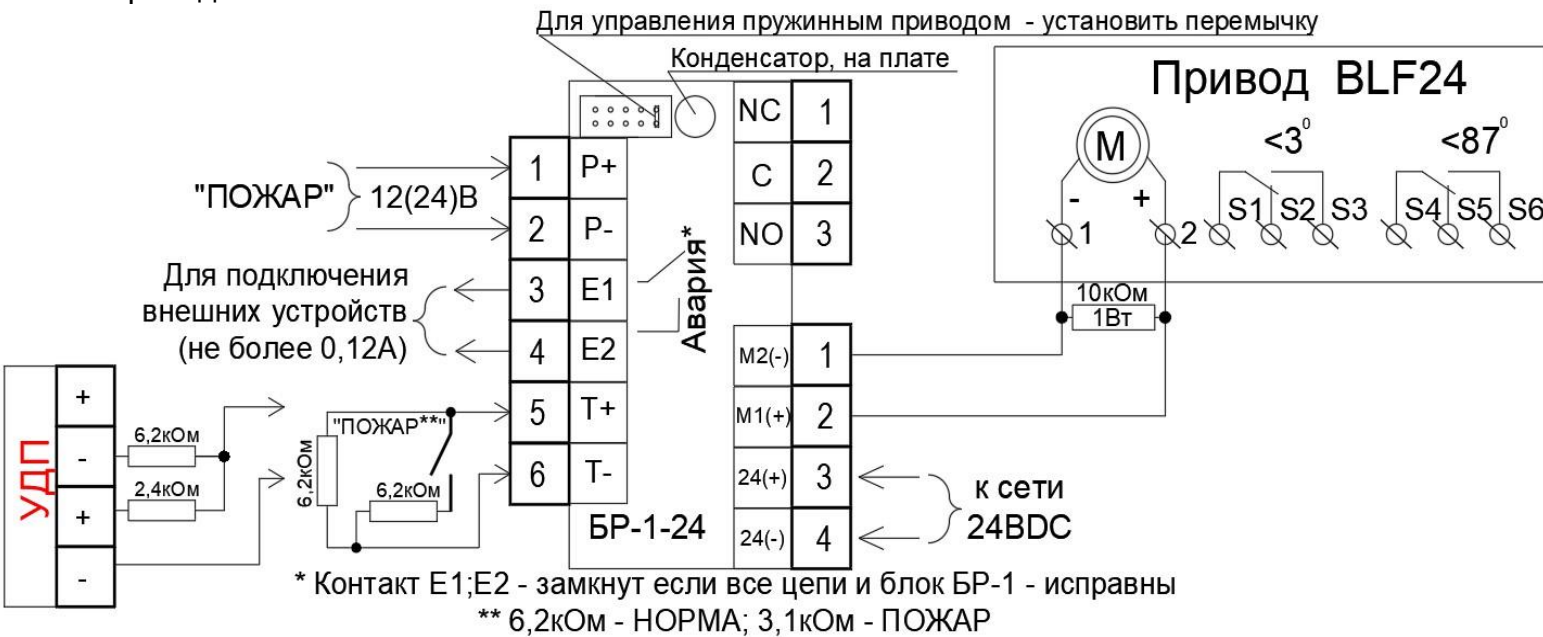 Для управления пружинным приводом - установить перемычку
Конденсатор, на плате
Привод BLF24
M
<3⁰
<87⁰
-
+
1
2
S1
S2
S3
S4
S5
S6
10кОм
1Вт
NC 1
C 2
NO 3
"ПОЖАР"
12(24)В
1 P+
2 P-
3 E1
4 E2
5 T+
6 T-
Авария*
Для подключения
внешних устройств
(не более 0,12А)
M2(-) 1
M1(+) 2
24(+) 3
24(-) 4
к сети
24BDC
БР-1-24
УДП
+
-
+
-
6,2кОм
2,4кОм
"ПОЖАР**"
6,2кОм
6,2кОм
* Контакт E1;E2 - замкнут если все цепи и блок БР-1 - исправны
** 6,2кОм - НОРМА; 3,1кОм - ПОЖАР